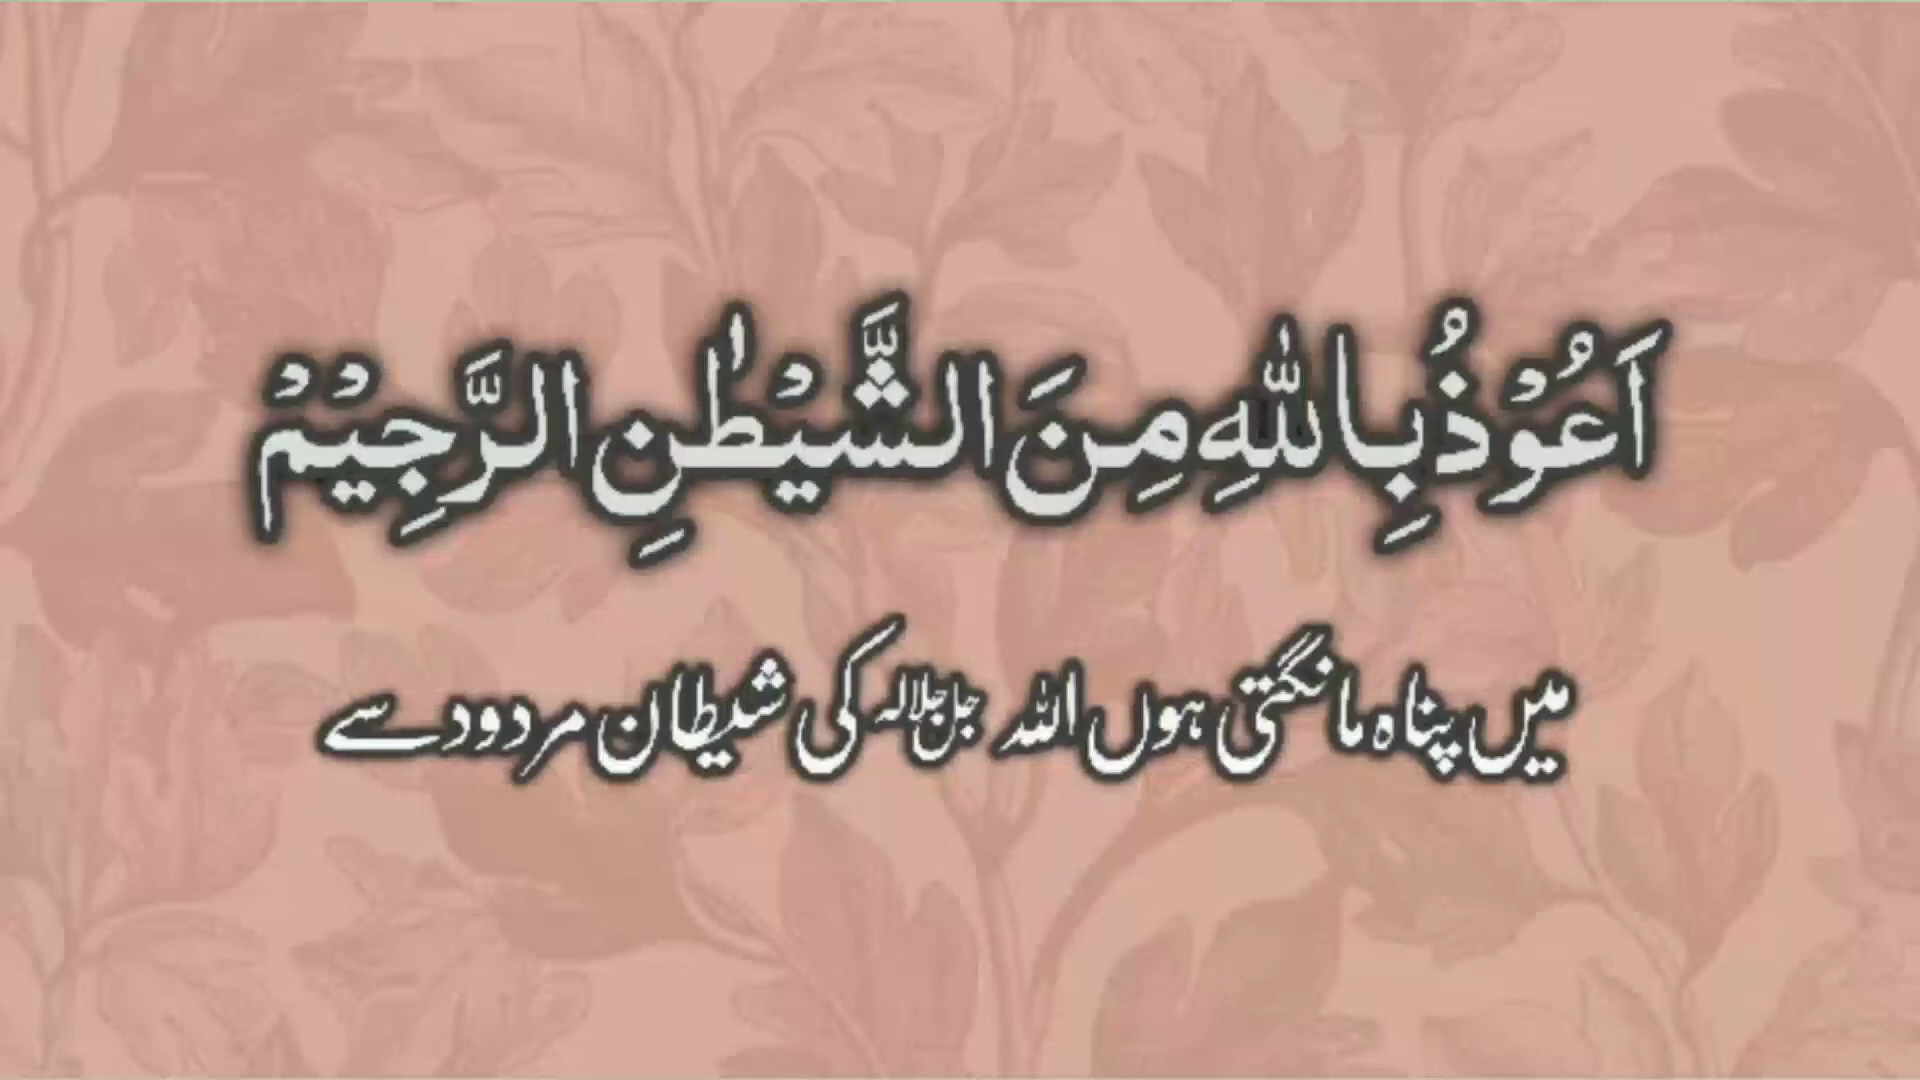 اَعُوْذُ بِاللّٰهِ مِنَ الشَّيْطٰنِ الرَّجِيْمْ
میں پناہ مانگتی ہوں اللہ جل جلالہ کی شیطان مردود سے